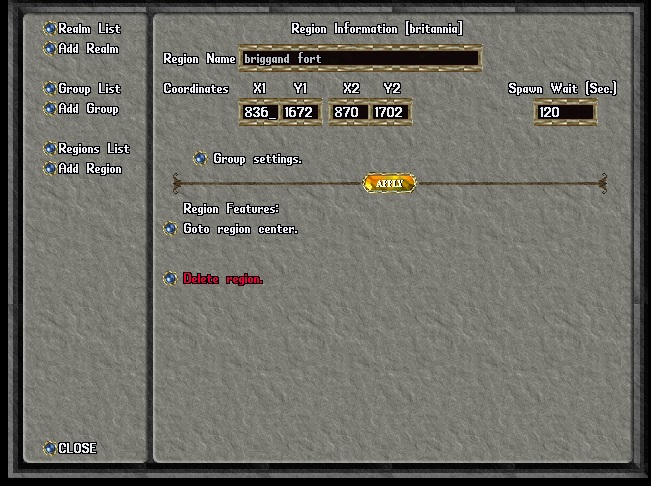 Realm List
Add Realm
Group List
Add Group
Regions List
Add Region
CLOSE
Region Information [britannia]
Region Name briggand fort
Coordinates X1 Y1 X2 Y2 Spawn Wait (Sec.)
836_ 1672 870 1702 120
Group settings.
APPLY
Region Features:
Goto region center.
Delete region.